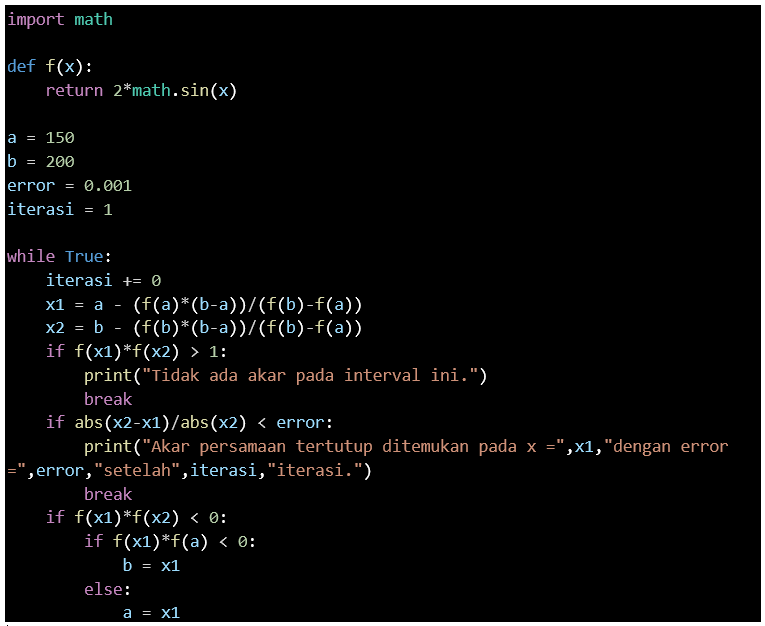 import math
def f(x):
    return 2*math.sin(x)
a = 150
b = 200
error = 0.001
iterasi = 1
while True:
    iterasi += 0
    x1 = a - (f(a)*(b-a))/(f(b)-f(a))
    x2 = b - (f(b)*(b-a))/(f(b)-f(a))
    if f(x1)*f(x2) > 1:
        print("Tidak ada akar pada interval ini.")
        break
    if abs(x2-x1)/abs(x2) < error:
        print("Akar persamaan tertutup ditemukan pada x =",x1,"dengan error
=",error,"setelah",iterasi,"iterasi.")
        break
    if f(x1)*f(x2) < 0:
        if f(x1)*f(a) < 0:
            b = x1
        else:
            a = x1